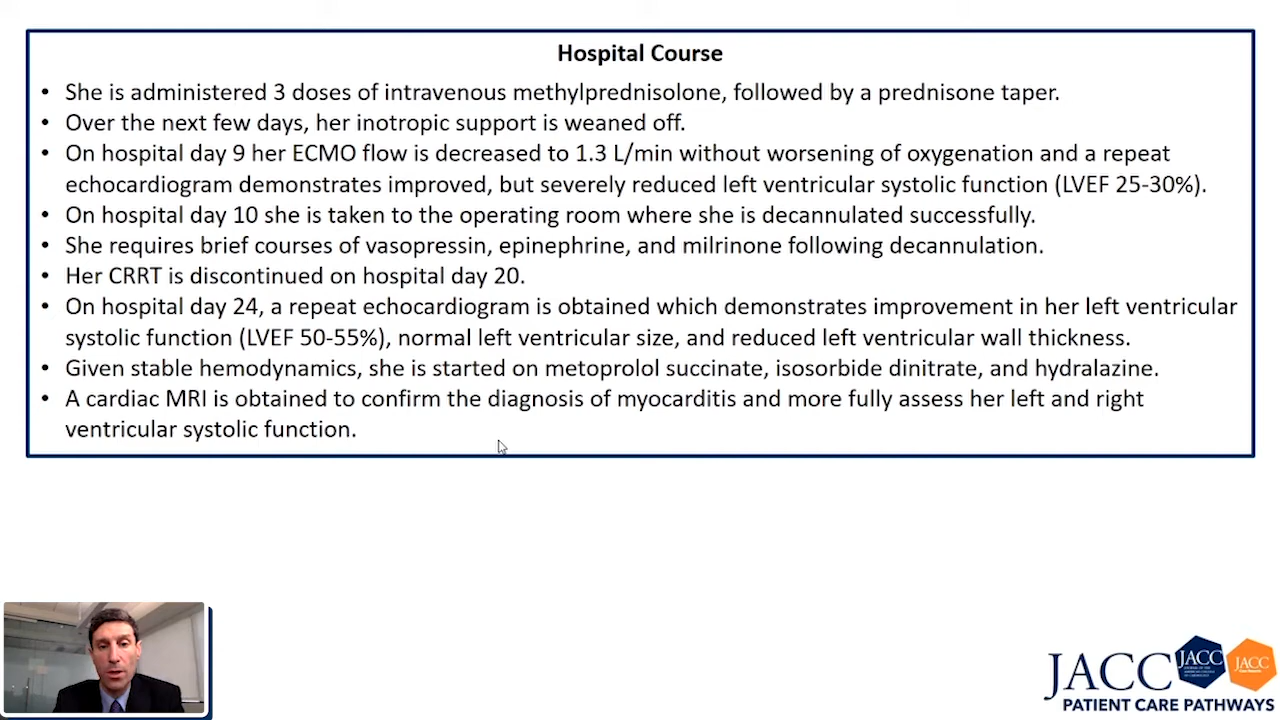 Hospital Course
• She is administered 3 doses of intravenous methylprednisolone, followed by a prednisone taper.
• Over the next few days, her inotropic support is weaned off.
• On hospital day 9 her ECMO flow is decreased to 1.3 L/min without worsening of oxygenation and a repeat
echocardiogram demonstrates improved, but severely reduced left ventricular systolic function (LVEF 25-30%).
• On hospital day 10 she is taken to the operating room where she is decannulated successfully.
• She requires brief courses of vasopressin, epinephrine, and milrinone following decannulation.
• Her CRRT is discontinued on hospital day 20.
• On hospital day 24, a repeat echocardiogram is obtained which demonstrates improvement in her left ventricular
systolic function (LVEF 50-55%), normal left ventricular size, and reduced left ventricular wall thickness.
• Given stable hemodynamics, she is started on metoprolol succinate, isosorbide dinitrate, and hydralazine.
• A cardiac MRI is obtained to confirm the diagnosis of myocarditis and more fully assess her left and right
ventricular systolic function.
JACC JACC JACC
PATIENT CARE PATHWAYS